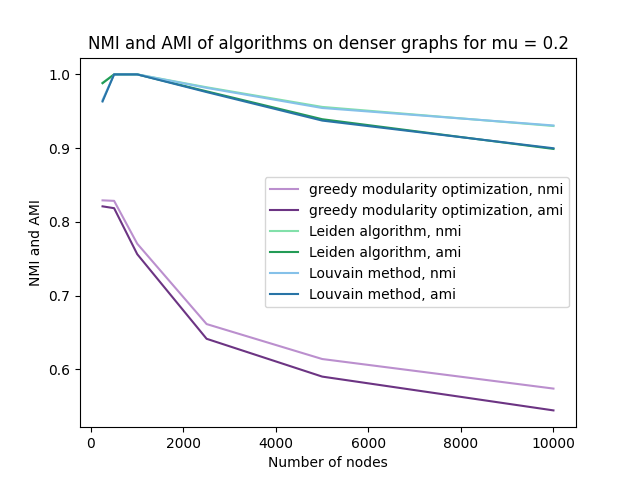 NMI and AMI of algorithms on denser graphs for mu = 0.2
1.0
0.9
0.8
0.7
0.6
NMI and AMI
greedy modularity optimization, nmi
greedy modularity optimization, ami
Leiden algorithm, nmi
Leiden algorithm, ami
Louvain method, nmi
Louvain method, ami
0 2000 4000 6000 8000 10000
Number of nodes